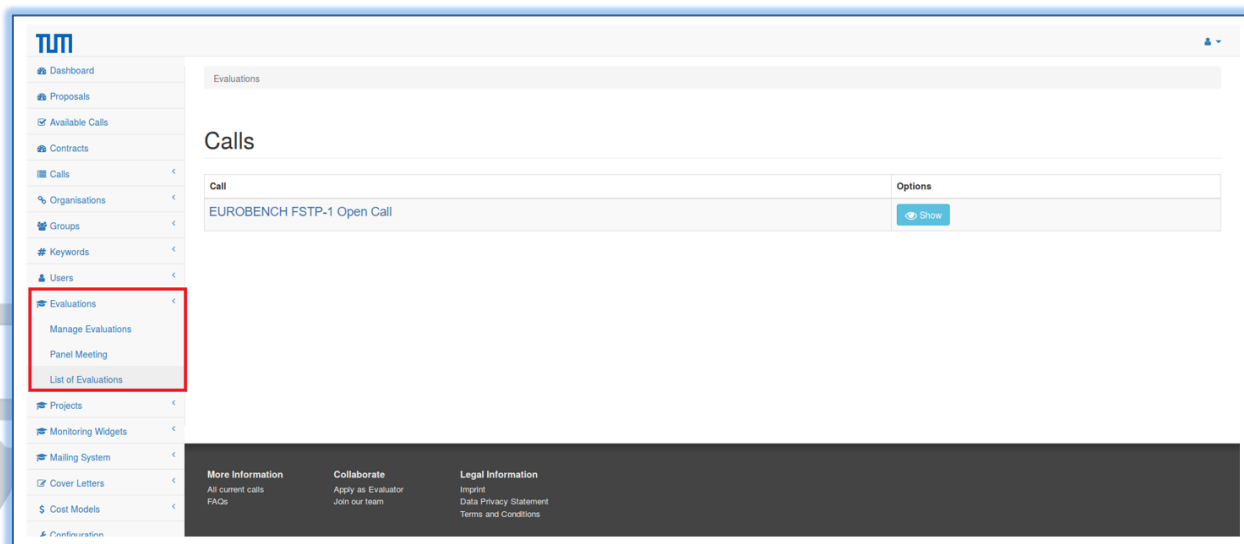 TUM
Dashboard
Proposals
Available Calls
Contracts
Calls
Organisations
Groups
Keywords
Users
Evaluations
Manage Evaluations
Panel Meeting
List of Evaluations
Projects
Monitoring Widgets
Mailing System
Cover Letters
Cost Models
Configuration
Evaluations
Calls
Call Options
EUROBENCH FSTP-1 Open Call Show
More Information
All current calls
FAQs
Collaborate
Apply as Evaluator
Join our team
Legal Information
Imprint
Data Privacy Statement
Terms and Conditions